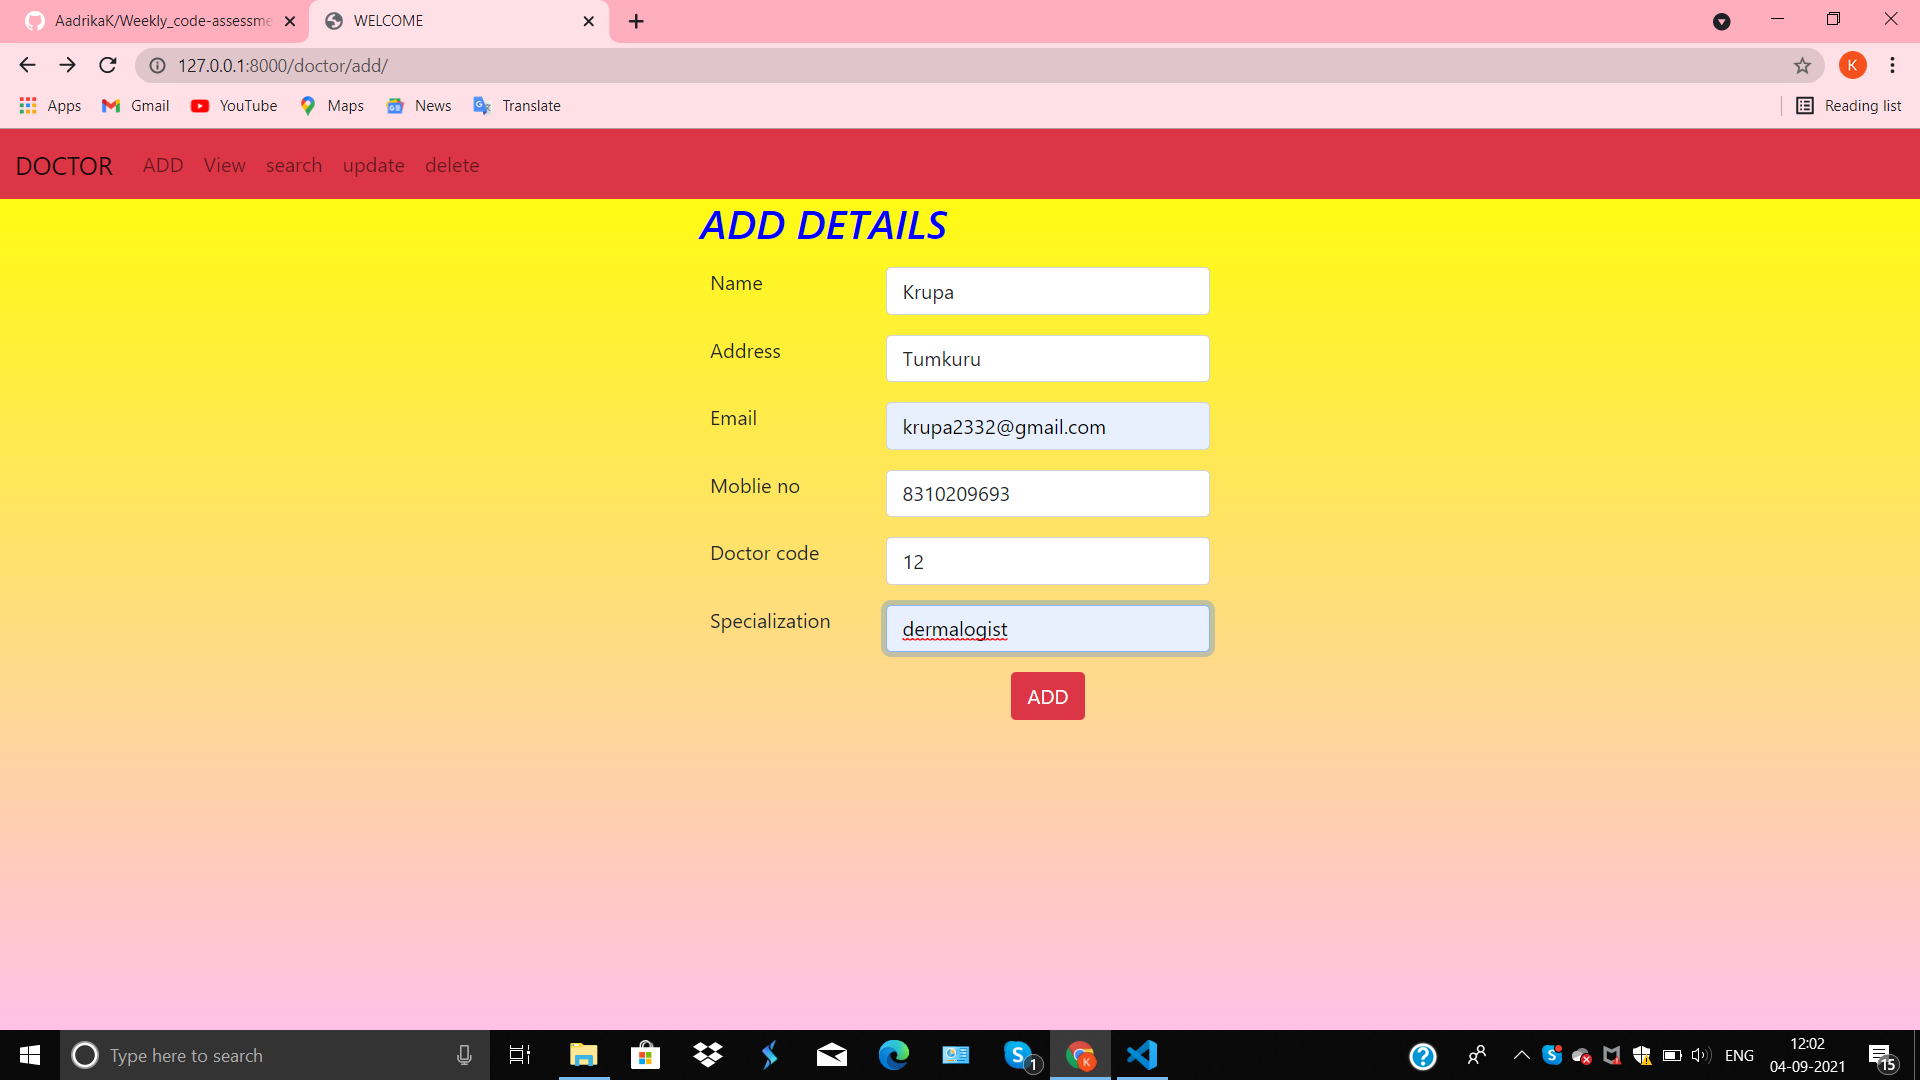 AadrikaK/Weekly_code-assessme
WELCOME
127.0.0.1:8000/doctor/add/
K
Apps
Gmail
YouTube
Maps
News
Translate
Reading list
DOCTOR
ADD
View
search
update
delete
ADD DETAILS
Name
Krupa
Address
Tumkuru
Email
krupa2332@gmail.com
Moblie no
8310209693
Doctor code
12
Specialization
dermalogist
ADD
Type here to search
1
K
ENG
12:02
04-09-2021
15